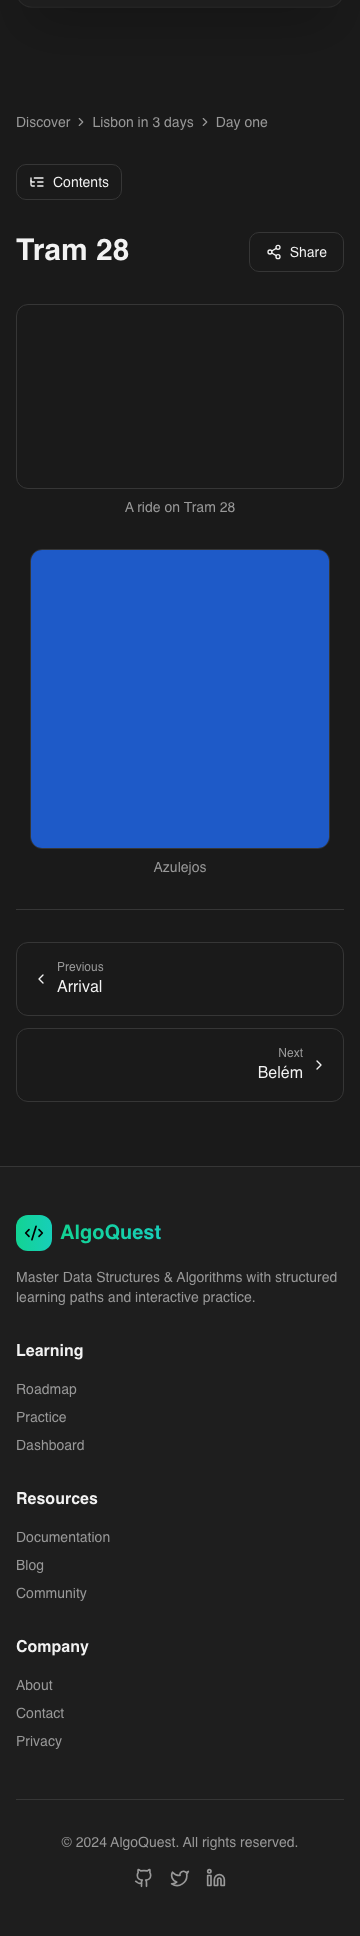 Discover > Lisbon in 3 days > Day one
Contents
Tram 28
Share
A ride on Tram 28
Azulejos
Previous
Arrival
Next
Belém
AlgoQuest
Master Data Structures & Algorithms with structured
learning paths and interactive practice.
Learning
Roadmap
Practice
Dashboard
Resources
Documentation
Blog
Community
Company
About
Contact
Privacy
© 2024 AlgoQuest. All rights reserved.